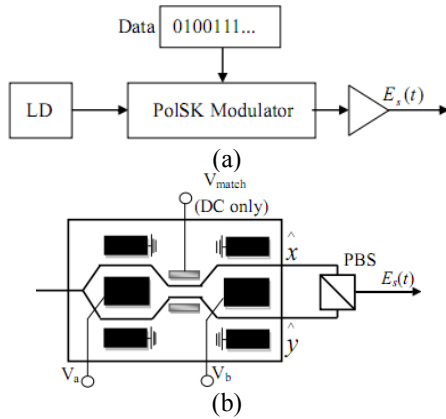 Data
0100111...
LD
PolSK Modulator
E_s(t)
(a)
V_match
(DC only)
^
x
PBS
E_s(t)
^
y
V_a
V_b
(b)